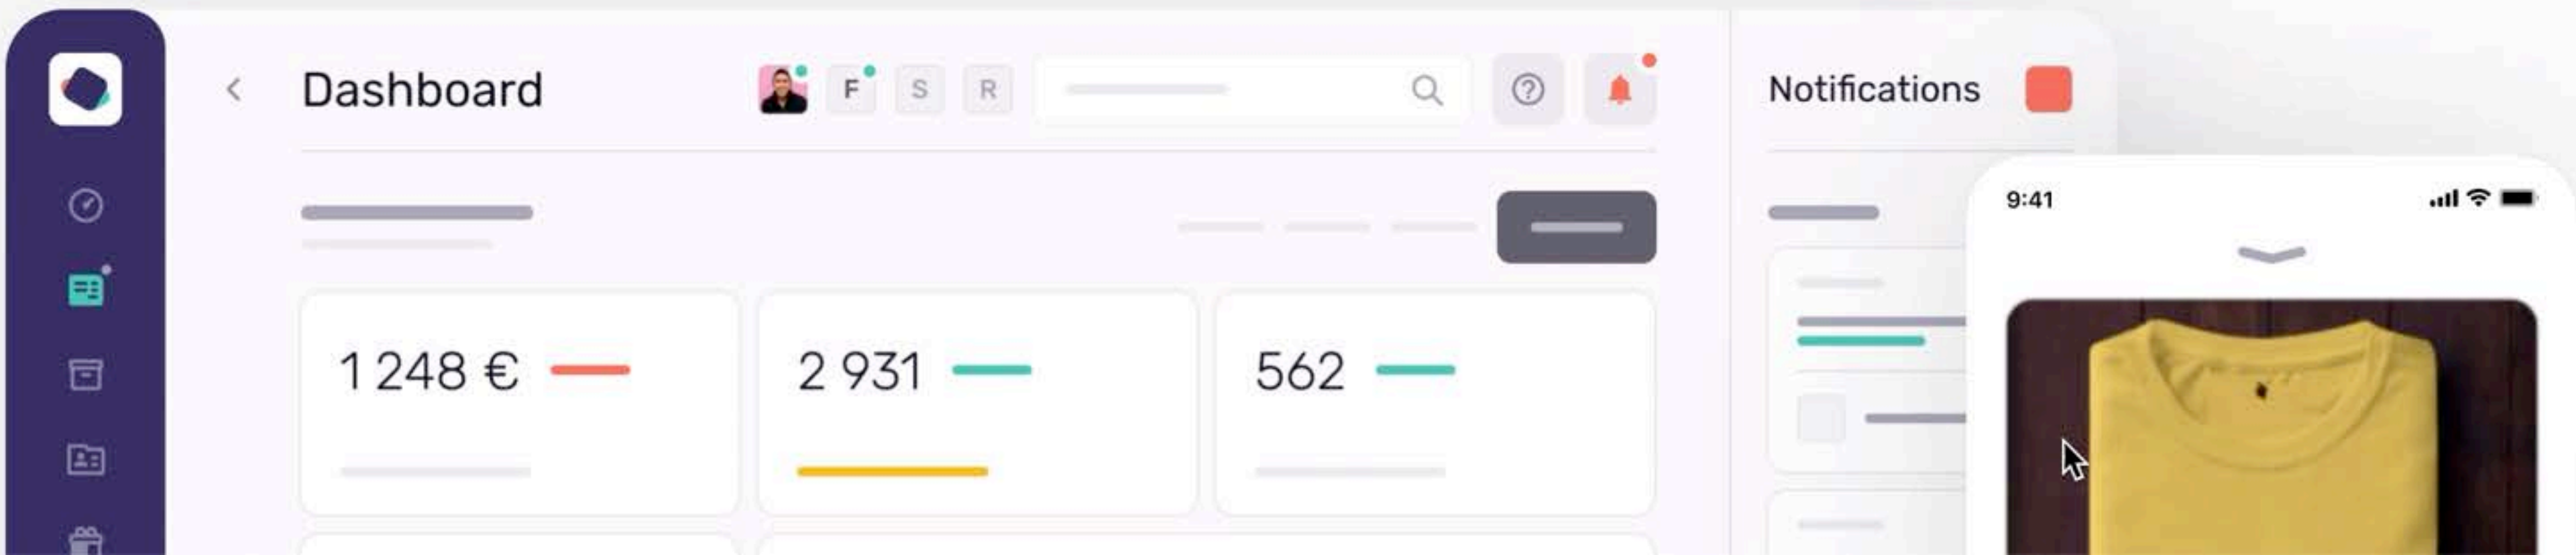 Dashboard
F
S
R
Notifications
9:41
1 248 €
2 931
562